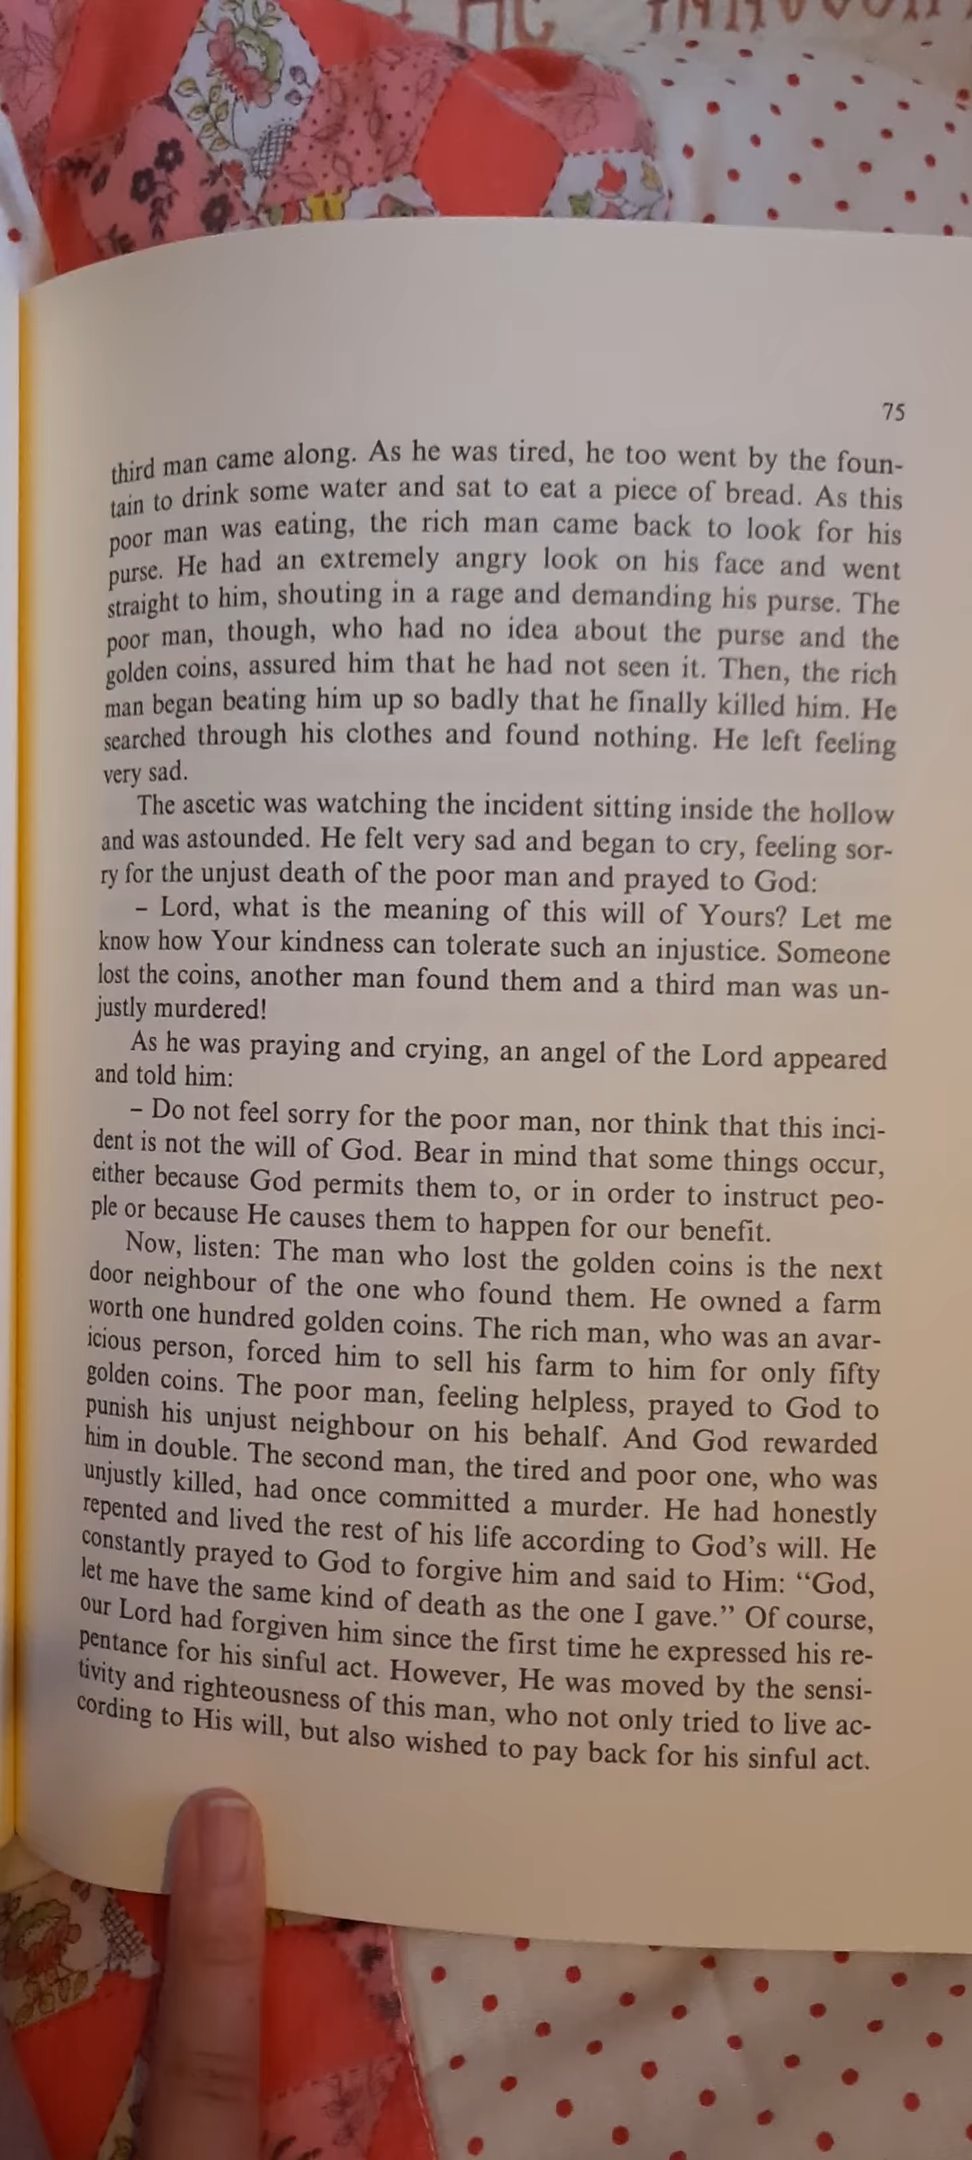 75
third man came along. As he was tired, he too went by the foun-
tain to drink some water and sat to eat a piece of bread. As this
poor man was eating, the rich man came back to look for his
purse. He had an extremely angry look on his face and went
straight to him, shouting in a rage and demanding his purse. The
poor man, though, who had no idea about the purse and the
golden coins, assured him that he had not seen it. Then, the rich
man began beating him up so badly that he finally killed him. He
searched through his clothes and found nothing. He left feeling
very sad.
The ascetic was watching the incident sitting inside the hollow
and was astounded. He felt very sad and began to cry, feeling sor-
ry for the unjust death of the poor man and prayed to God:
– Lord, what is the meaning of this will of Yours? Let me
know how Your kindness can tolerate such an injustice. Someone
lost the coins, another man found them and a third man was un-
justly murdered!
As he was praying and crying, an angel of the Lord appeared
and told him:
– Do not feel sorry for the poor man, nor think that this inci-
dent is not the will of God. Bear in mind that some things occur,
either because God permits them to, or in order to instruct peo-
ple or because He causes them to happen for our benefit.
Now, listen: The man who lost the golden coins is the next
door neighbour of the one who found them. He owned a farm
worth one hundred golden coins. The rich man, who was an avar-
icious person, forced him to sell his farm to him for only fifty
golden coins. The poor man, feeling helpless, prayed to God to
punish his unjust neighbour on his behalf. And God rewarded
him in double. The second man, the tired and poor one, who was
unjustly killed, had once committed a murder. He had honestly
repented and lived the rest of his life according to God's will. He
constantly prayed to God to forgive him and said to Him: “God,
let me have the same kind of death as the one I gave.” Of course,
our Lord had forgiven him since the first time he expressed his re-
pentance for his sinful act. However, He was moved by the sensi-
tivity and righteousness of this man, who not only tried to live ac-
cording to His will, but also wished to pay back for his sinful act.